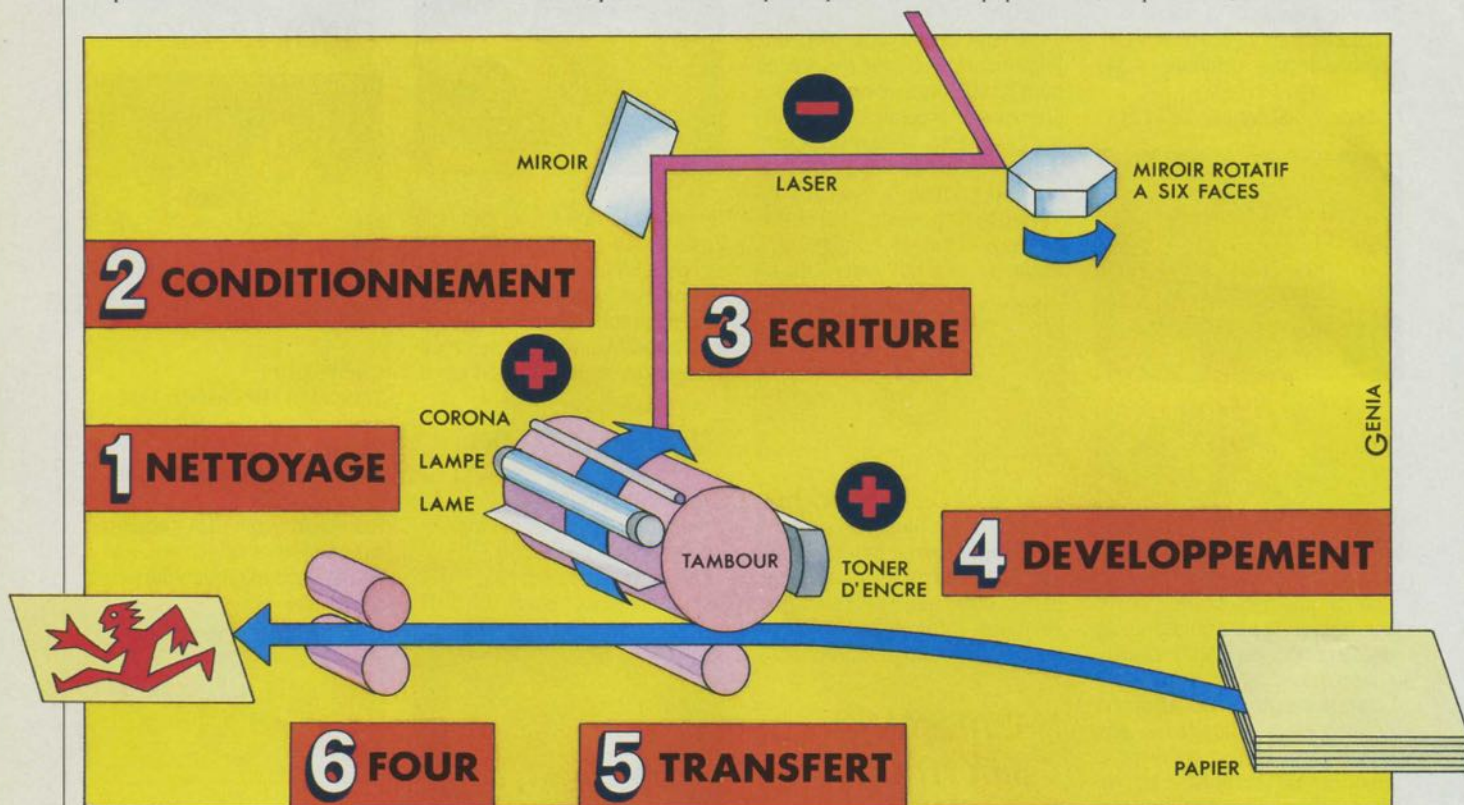 MIROIR
LASER
MIROIR ROTATIF
A SIX FACES
2 CONDITIONNEMENT
3 ECRITURE
GENIA
CORONA
1 NETTOYAGE
LAMPE
LAME
TAMBOUR
TONER
D'ENCRE
4 DEVELOPPEMENT
6 FOUR
5 TRANSFERT
PAPIER